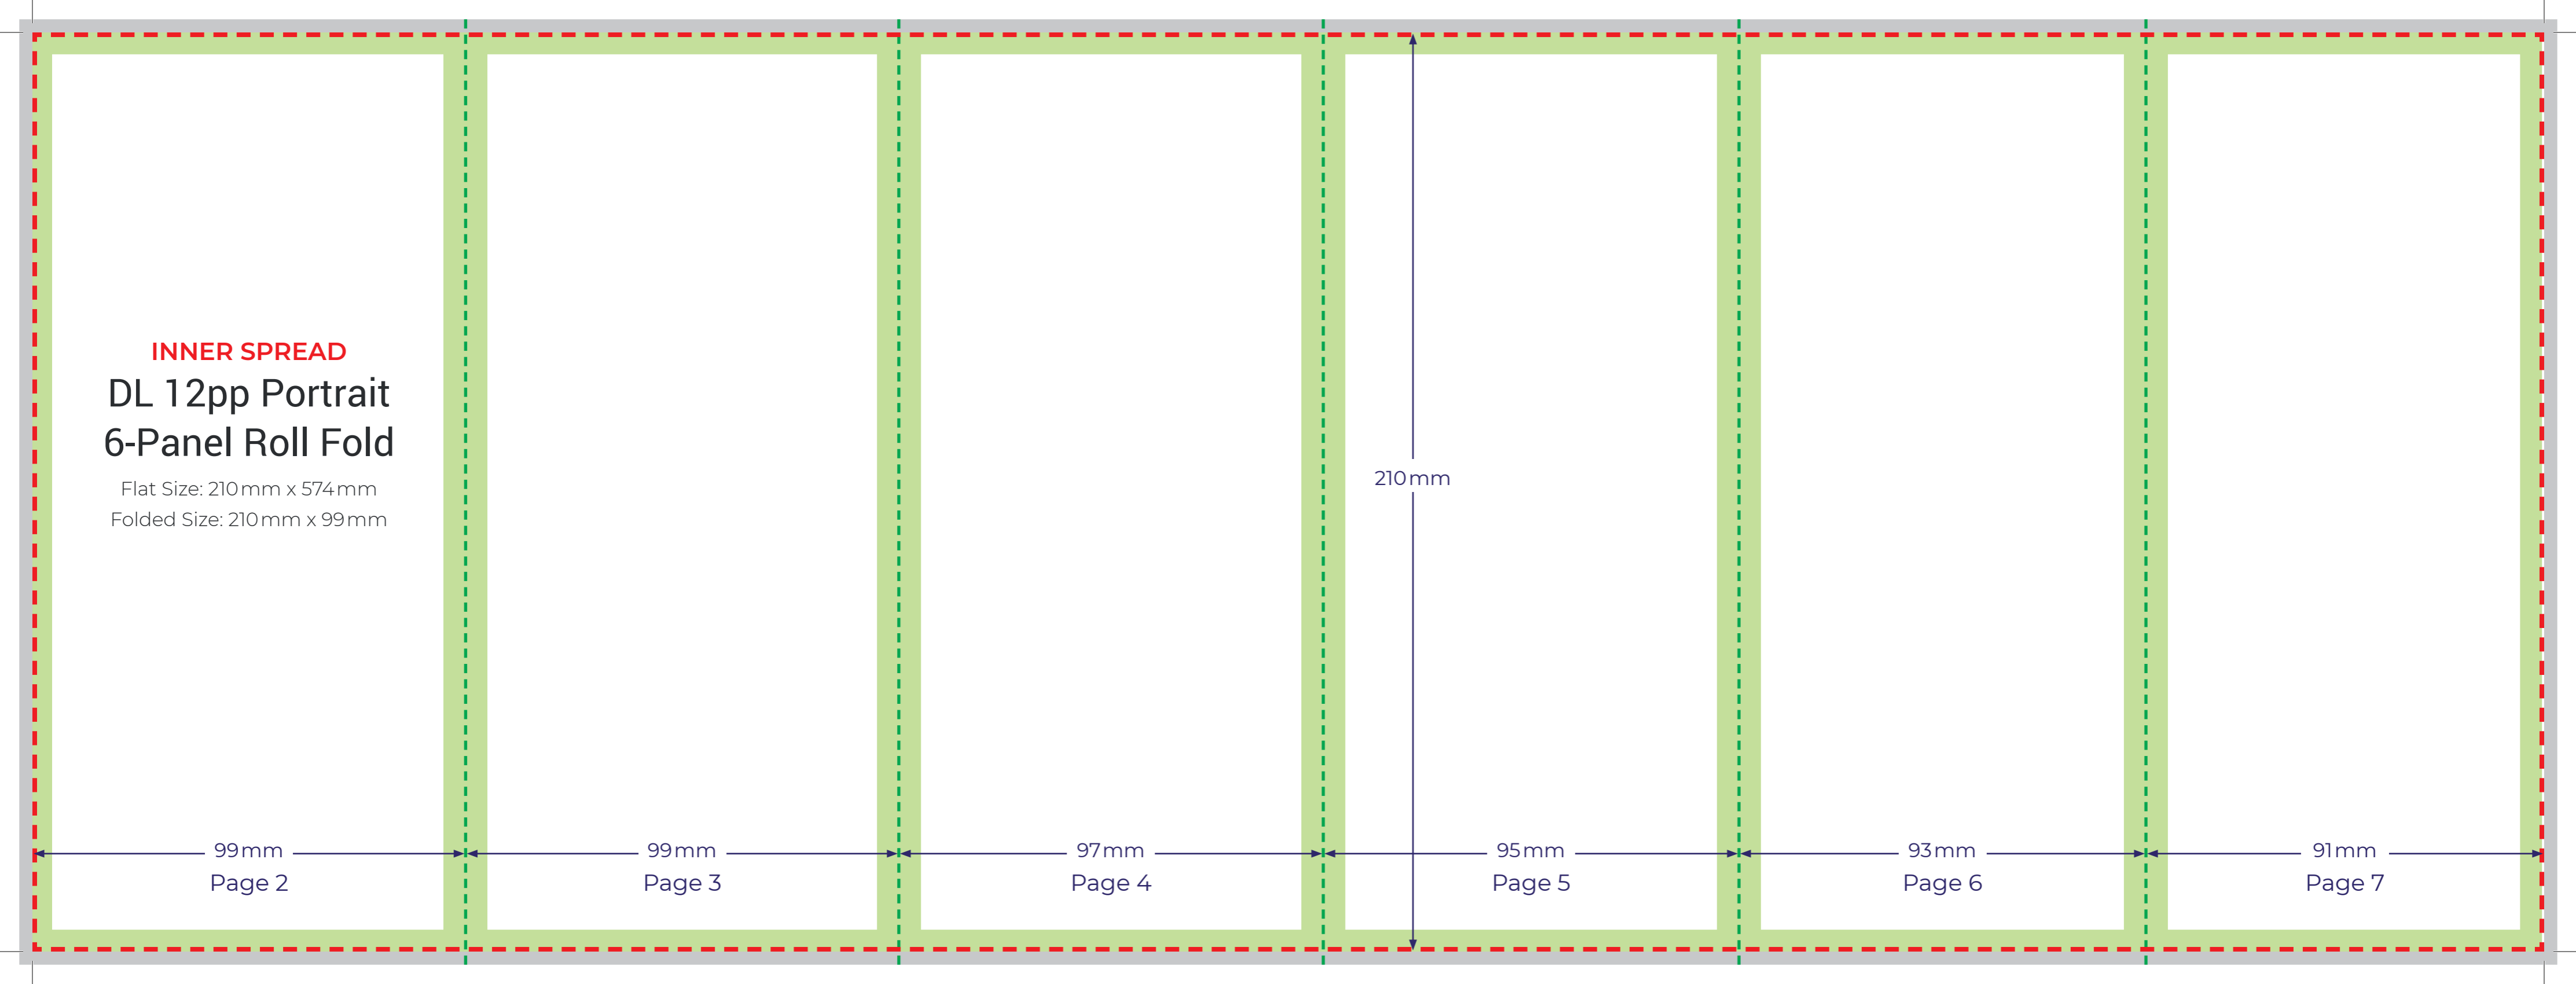 INNER SPREAD
DL 12pp Portrait
6-Panel Roll Fold
Flat Size: 210mm x 574mm
Folded Size: 210mm x 99mm
210mm
99mm
Page 2
99mm
Page 3
97mm
Page 4
95mm
Page 5
93mm
Page 6
91mm
Page 7